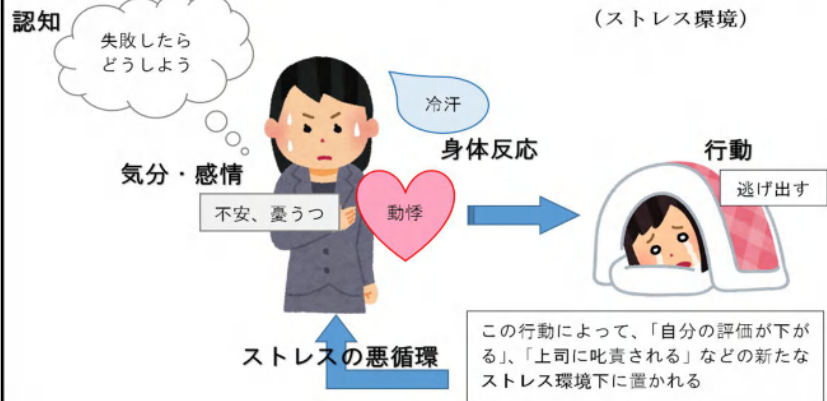 認知
(ストレス環境)
失敗したら
どうしよう
冷汗
身体反応
行動
気分・感情
逃げ出す
不安、憂うつ
動悸
この行動によって、「自分の評価が下が
る」、「上司に叱責される」などの新たな
ストレス環境下に置かれる
ストレスの悪循環